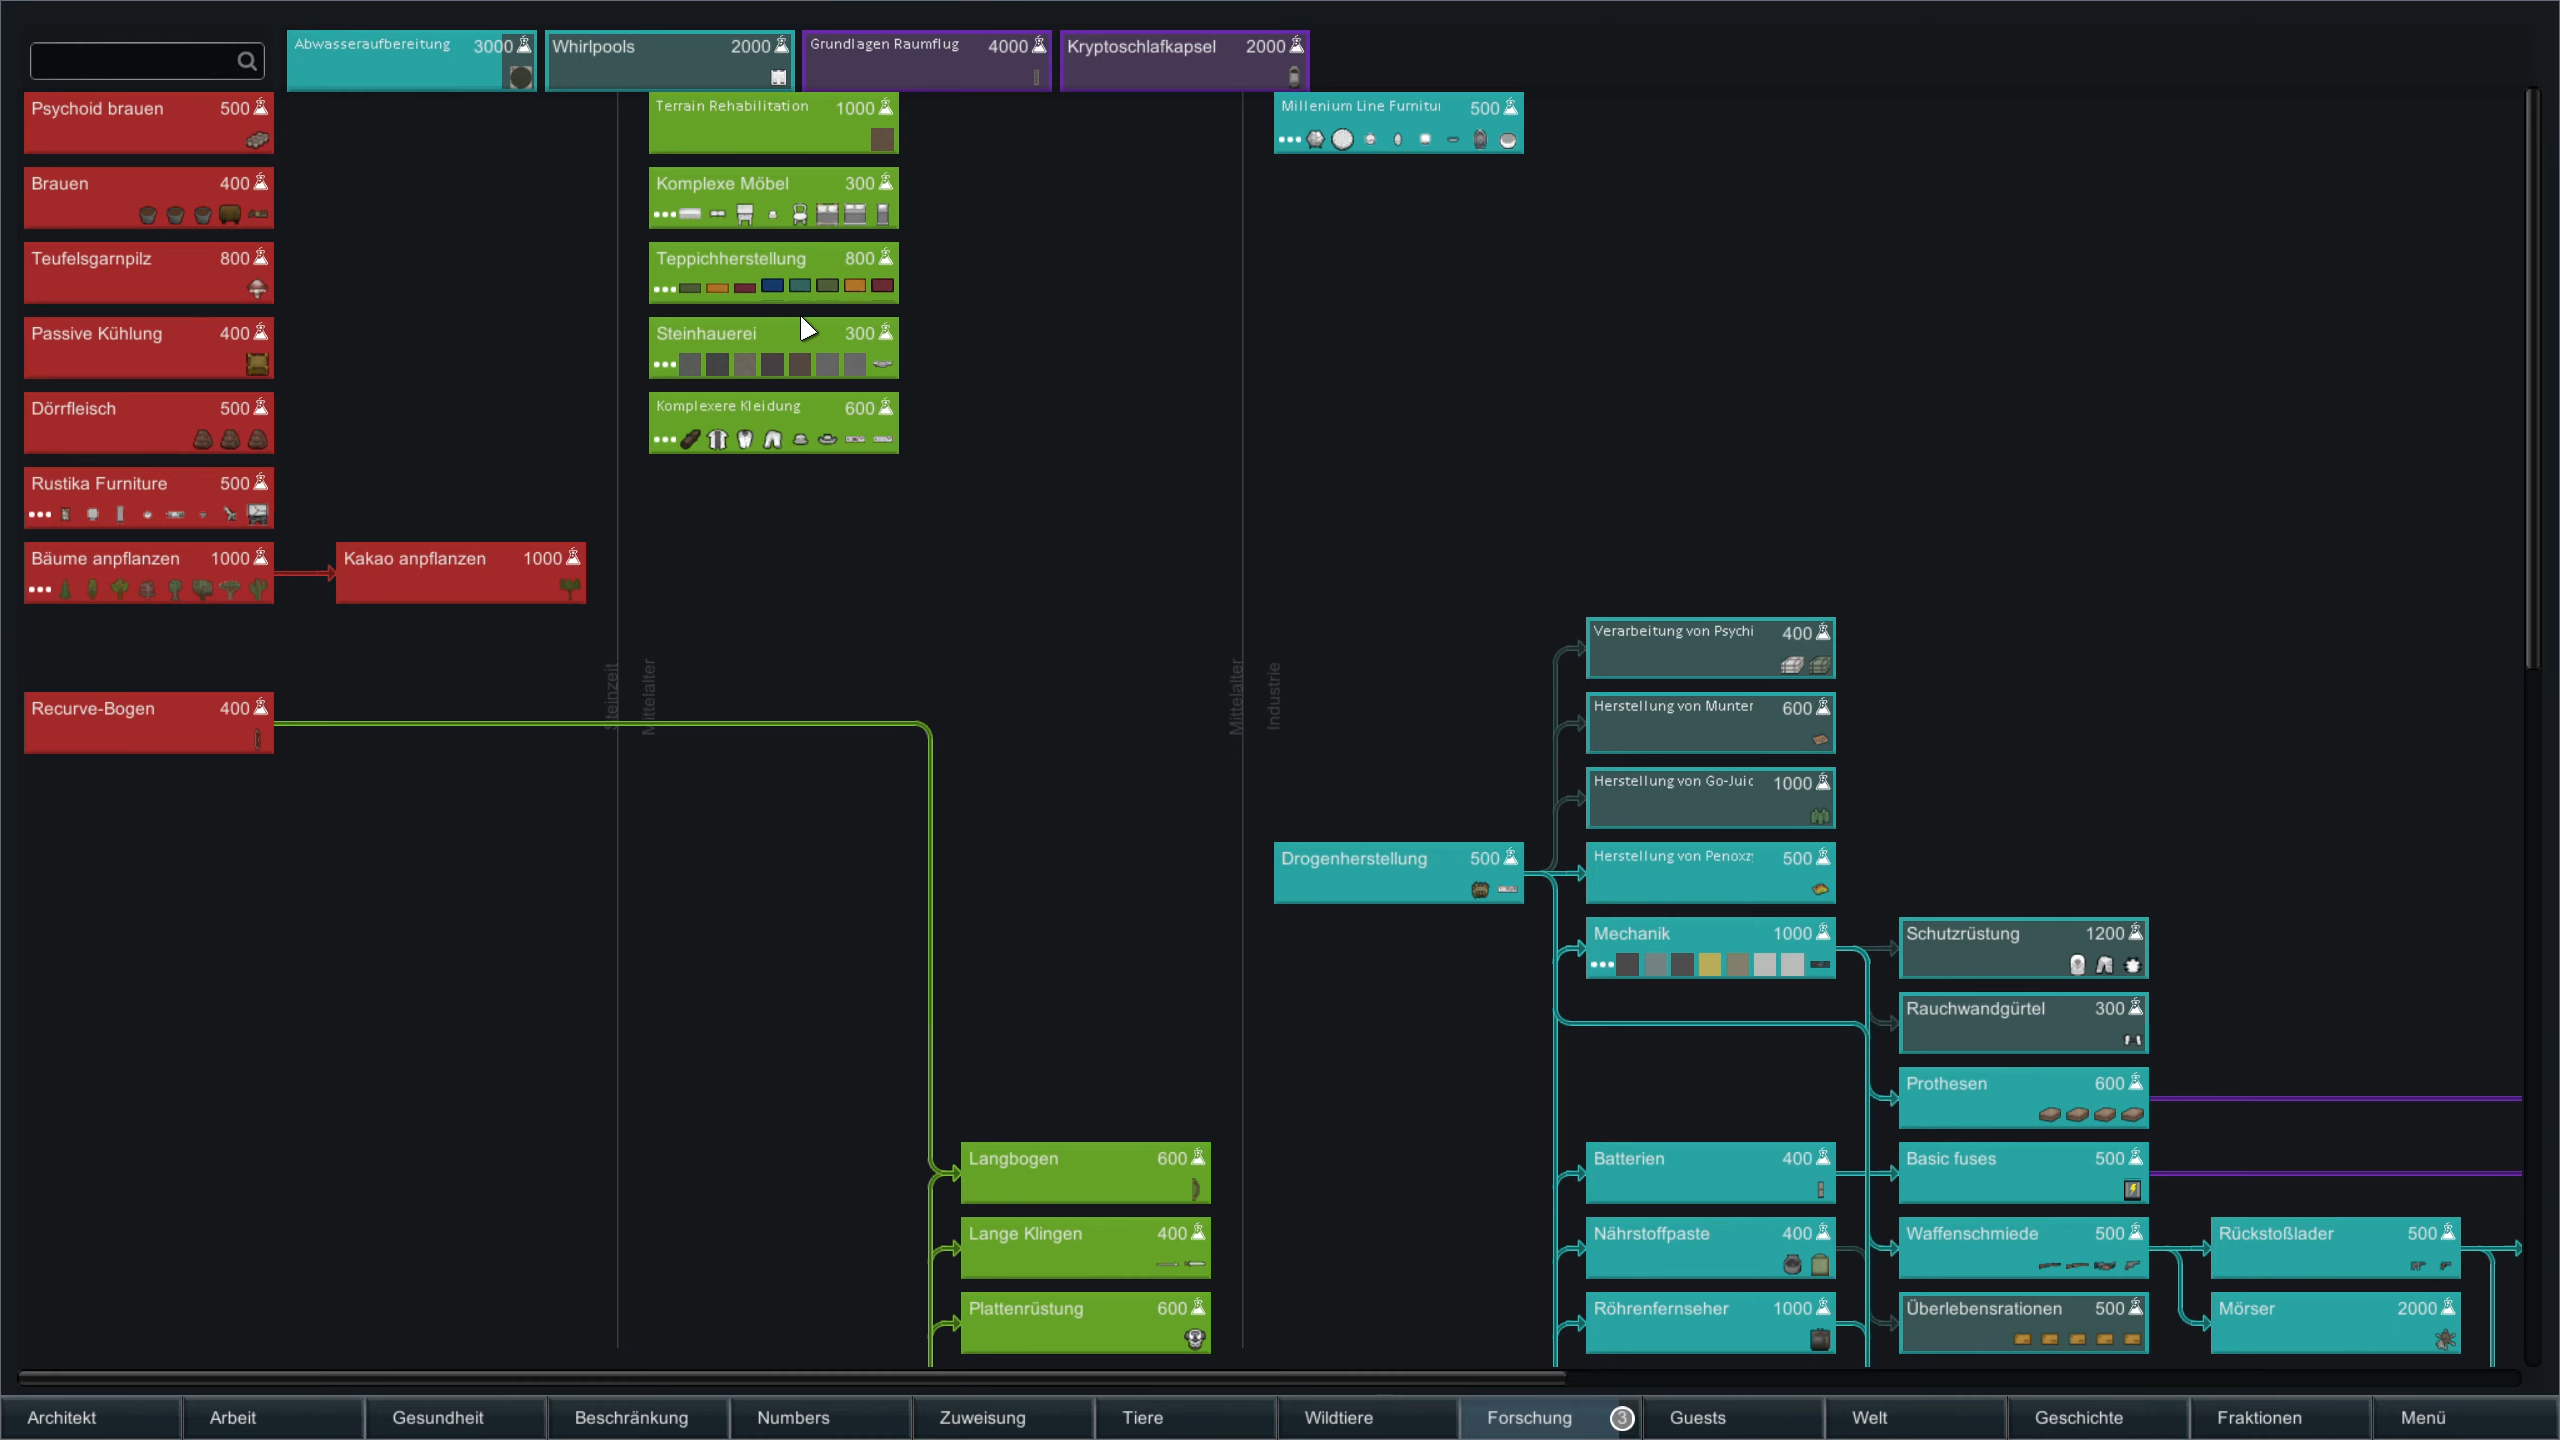 Abwasseraufbereitung 3000
Whirlpools 2000
Grundlagen Raumflug 4000
Kryptoschlafkapsel 2000
Psychoid brauen 500
Terrain Rehabilitation 1000
Millenium Line Furnitu 500
Brauen 400
Komplexe Möbel 300
Teufelsgarnpilz 800
Teppichherstellung 800
Passive Kühlung 400
Steinhauerei 300
Dörrfleisch 500
Komplexere Kleidung 600
Rustika Furniture 500
Bäume anpflanzen 1000
Kakao anpflanzen 1000
Verarbeitung von Psychi 400
Steinzeit
Mittelalter
Mittelalter
Industrie
Recurve-Bogen 400
Herstellung von Munter 600
Herstellung von Go-Juic 1000
Drogenherstellung 500
Herstellung von Penoxz 500
Mechanik 1000
Schutzrüstung 1200
Rauchwandgürtel 300
Prothesen 600
Langbogen 600
Batterien 400
Basic fuses 500
Lange Klingen 400
Nährstoffpaste 400
Waffenschmiede 500
Rückstoßlader 500
Plattenrüstung 600
Röhrenfernseher 1000
Überlebensrationen 500
Mörser 2000
Architekt
Arbeit
Gesundheit
Beschränkung
Numbers
Zuweisung
Tiere
Wildtiere
Forschung 3
Guests
Welt
Geschichte
Fraktionen
Menü